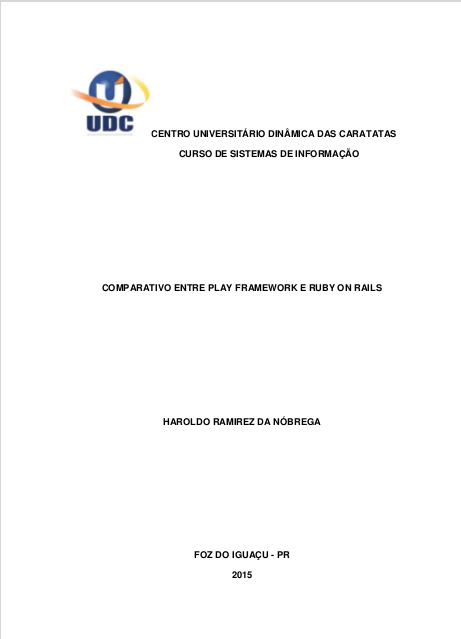 UDC
CENTRO UNIVERSITÁRIO DINÂMICA DAS CARATATAS
CURSO DE SISTEMAS DE INFORMAÇÃO
COMPARATIVO ENTRE PLAY FRAMEWORK E RUBY ON RAILS
HAROLDO RAMIREZ DA NÓBREGA
FOZ DO IGUAÇU - PR
2015